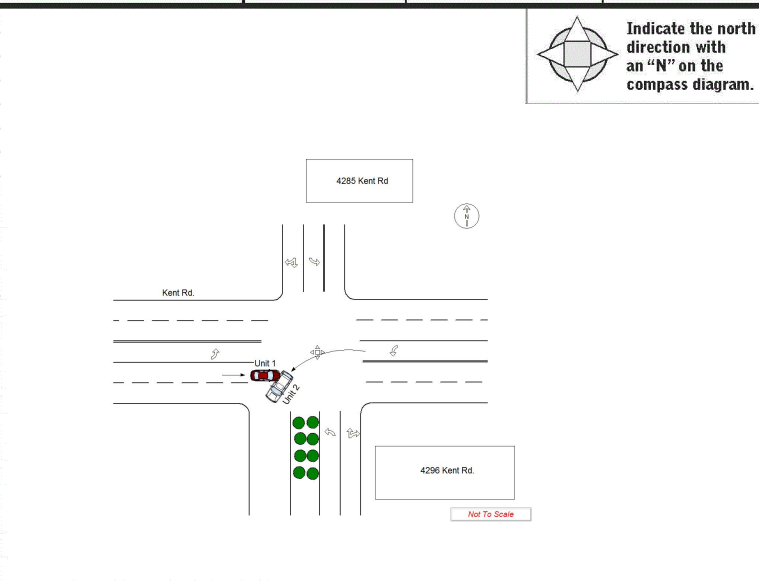 Indicate the north
direction with
an “N” on the
compass diagram.
4285 Kent Rd
N
Kent Rd.
Unit 1
Unit 2
4296 Kent Rd.
Not To Scale